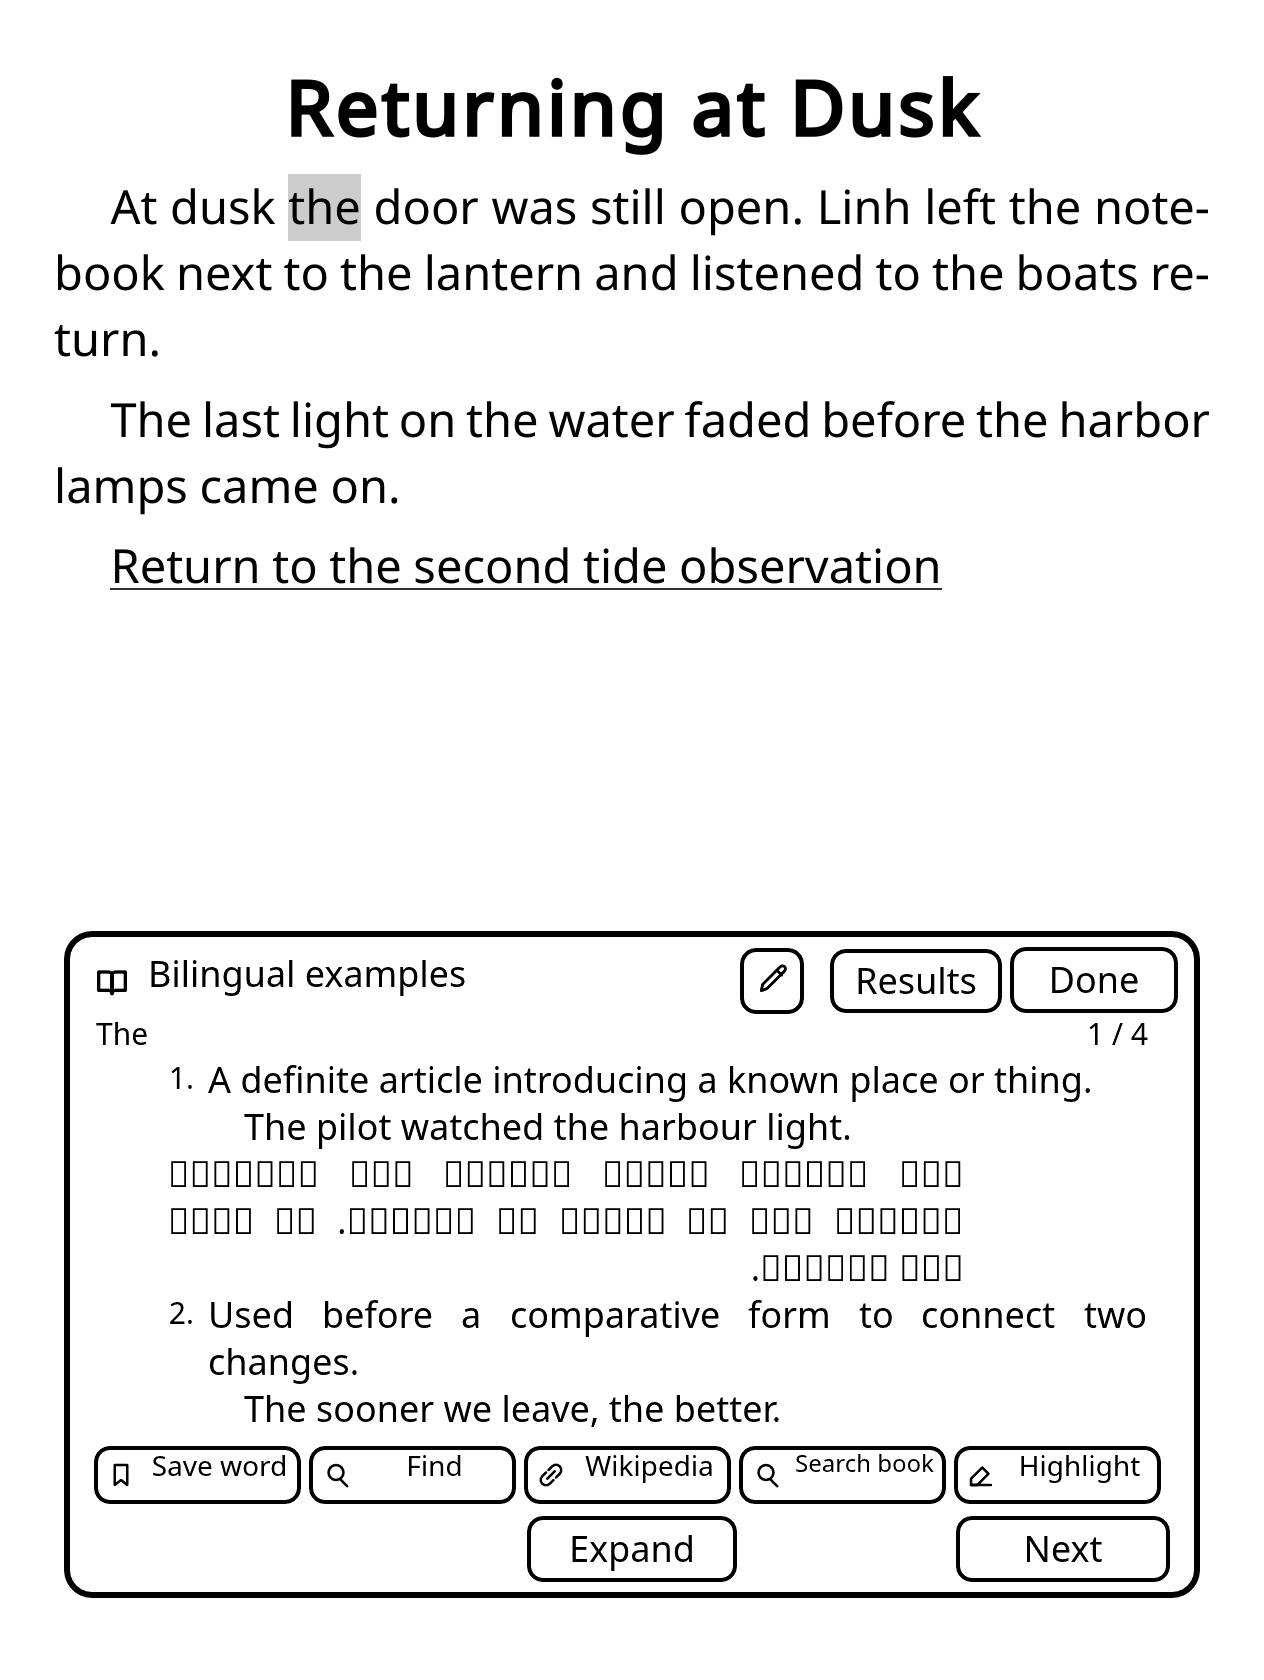 Returning at Dusk
At dusk the door was still open. Linh left the note-
book next to the lantern and listened to the boats re-
turn.
The last light on the water faded before the harbor
lamps came on.
Return to the second tide observation
Bilingual examples
Results
Done
The
1 / 4
1. A definite article introducing a known place or thing.
The pilot watched the harbour light.
2. Used before a comparative form to connect two
changes.
The sooner we leave, the better.
Save word
Find
Wikipedia
Search book
Highlight
Expand
Next